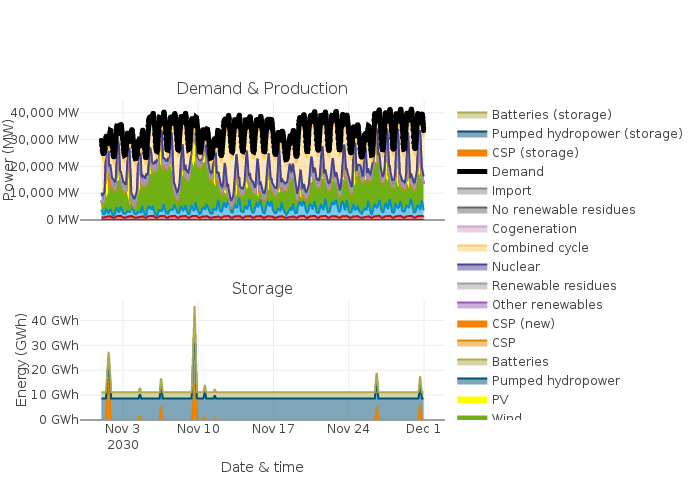 Demand & Production
Power (MW)
40,000 MW
30,000 MW
20,000 MW
10,000 MW
0 MW
Storage
Energy (GWh)
40 GWh
30 GWh
20 GWh
10 GWh
0 GWh
Nov 3
2030
Nov 10
Nov 17
Nov 24
Dec 1
Date & time
Batteries (storage)
Pumped hydropower (storage)
CSP (storage)
Demand
Import
No renewable residues
Cogeneration
Combined cycle
Nuclear
Renewable residues
Other renewables
CSP (new)
CSP
Batteries
Pumped hydropower
PV
Wind